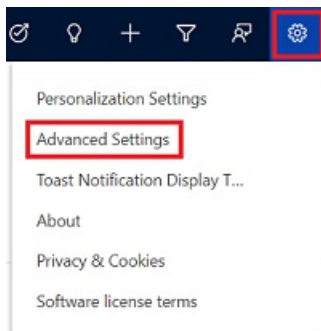 Personalization Settings
Advanced Settings
Toast Notification Display T...
About
Privacy & Cookies
Software license terms